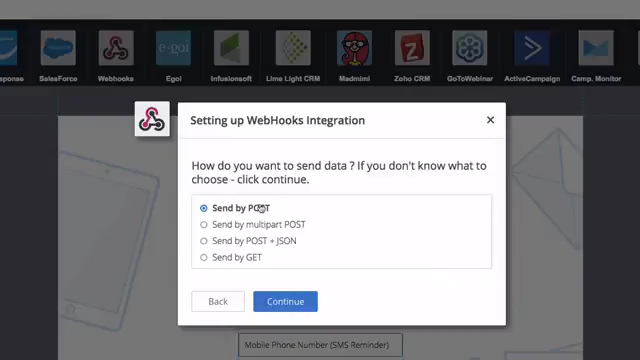 esponse
SalesForce
Webhooks
e-goi
Egoi
Infusionsoft
Lime Light CRM
Madmimi
Zoho CRM
GoToWebinar
ActiveCampaign
Camp. Monitor
Setting up WebHooks Integration
How do you want to send data ? If you don't know what to
choose - click continue.
Send by POST
Send by multipart POST
Send by POST + JSON
Send by GET
Back
Continue
Mobile Phone Number (SMS Reminder)